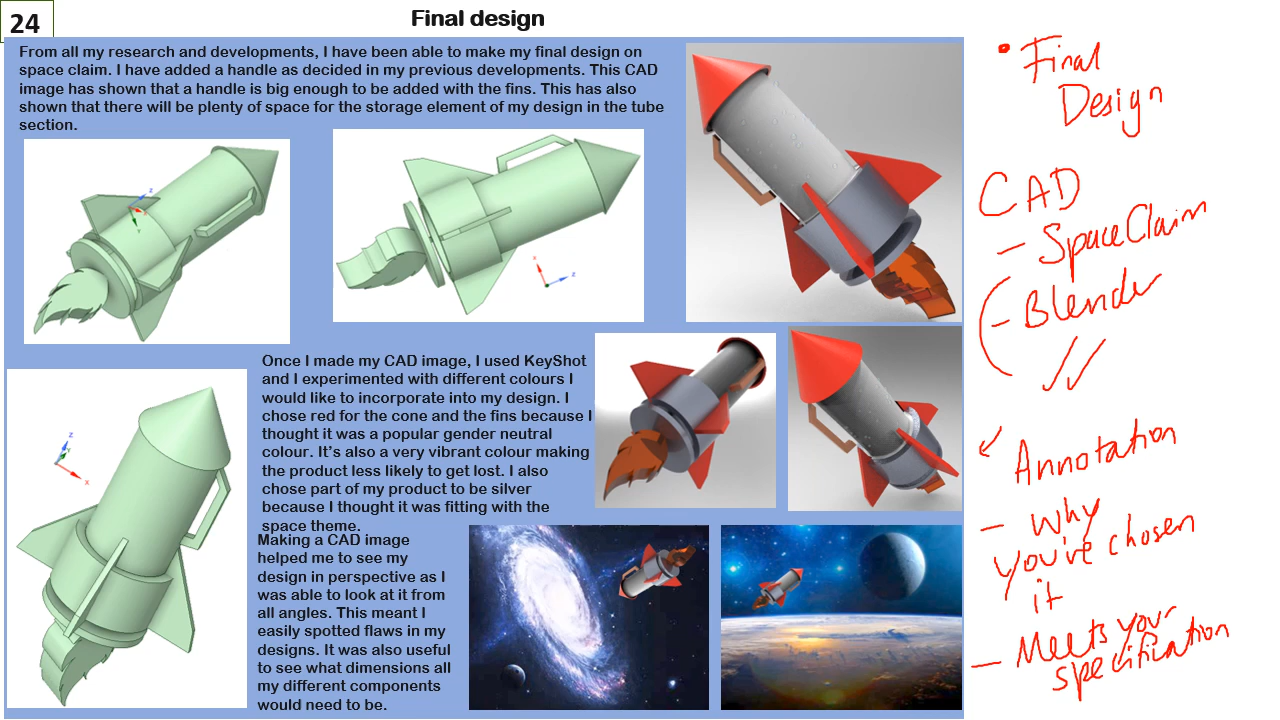 24
Final design
From all my research and developments, I have been able to make my final design on
space claim. I have added a handle as decided in my previous developments. This CAD
image has shown that a handle is big enough to be added with the fins. This has also
shown that there will be plenty of space for the storage element of my design in the tube
section.
Once I made my CAD image, I used KeyShot
and I experimented with different colours I
would like to incorporate into my design. I
chose red for the cone and the fins because I
thought it was a popular gender neutral
colour. It's also a very vibrant colour making
the product less likely to get lost. I also
chose part of my product to be silver
because I thought it was fitting with the
space theme.
Making a CAD image
helped me to see my
design in perspective as I
was able to look at it from
all angles. This meant I
easily spotted flaws in my
designs. It was also useful
to see what dimensions all
my different components
would need to be.
• Final
Design
CAD
- SpaceClaim
- Blender
Annotation
- Why
you've chosen
it
- Meets your
specification